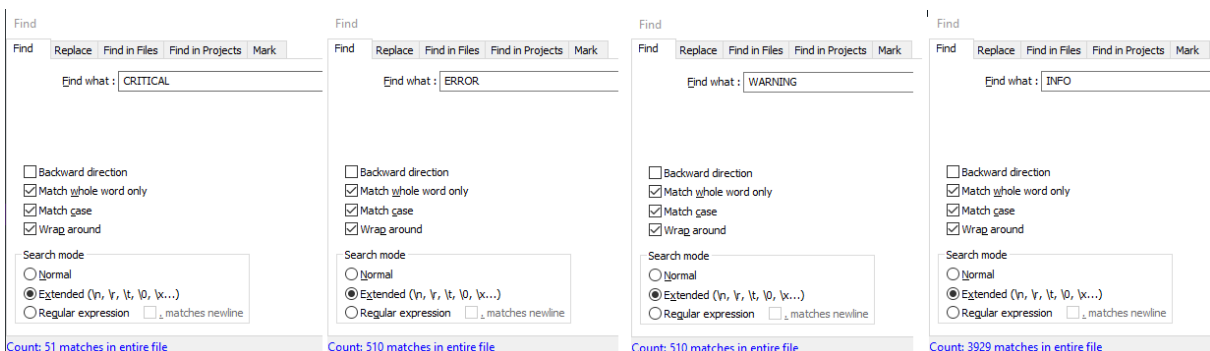 Find
Find Replace Find in Files Find in Projects Mark
Find what : CRITICAL
Backward direction
Match whole word only
Match case
Wrap around
Search mode
Normal
Extended (\n, \r, \t, \0, \x...)
Regular expression . matches newline
Count: 51 matches in entire file
Find
Find Replace Find in Files Find in Projects Mark
Find what : ERROR
Backward direction
Match whole word only
Match case
Wrap around
Search mode
Normal
Extended (\n, \r, \t, \0, \x...)
Regular expression . matches newline
Count: 510 matches in entire file
Find
Find Replace Find in Files Find in Projects Mark
Find what : WARNING
Backward direction
Match whole word only
Match case
Wrap around
Search mode
Normal
Extended (\n, \r, \t, \0, \x...)
Regular expression . matches newline
Count: 510 matches in entire file
Find
Find Replace Find in Files Find in Projects Mark
Find what : INFO
Backward direction
Match whole word only
Match case
Wrap around
Search mode
Normal
Extended (\n, \r, \t, \0, \x...)
Regular expression . matches newline
Count: 3929 matches in entire file